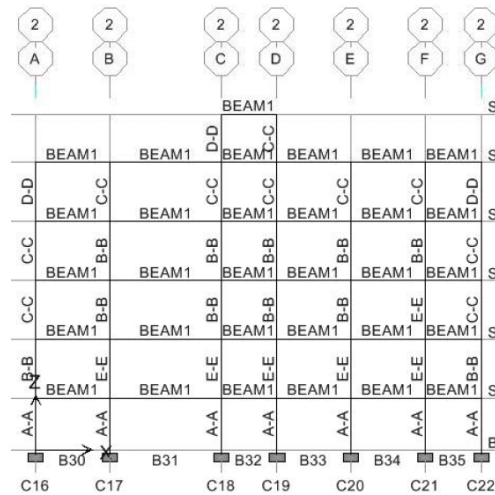 2 2 2 2 2 2 2
A B C D E F G
BEAM1 S
D-D C-C
BEAM1 BEAM1 BEAM1 BEAM1 BEAM1 BEAM1 S
D-D C-C C-C C-C C-C C-C D-D
BEAM1 BEAM1 BEAM1 BEAM1 BEAM1 BEAM1 S
C-C B-B B-B B-B B-B B-B C-C
BEAM1 BEAM1 BEAM1 BEAM1 BEAM1 BEAM1 S
C-C B-B B-B B-B B-B E-E C-C
BEAM1 BEAM1 BEAM1 BEAM1 BEAM1 BEAM1 S
B-B E-E E-E E-E E-E E-E B-B
Z
BEAM1 BEAM1 BEAM1 BEAM1 BEAM1 BEAM1 S
A-A A-A A-A A-A A-A A-A A-A
X B
B30 B31 B32 B33 B34 B35
C16 C17 C18 C19 C20 C21 C22